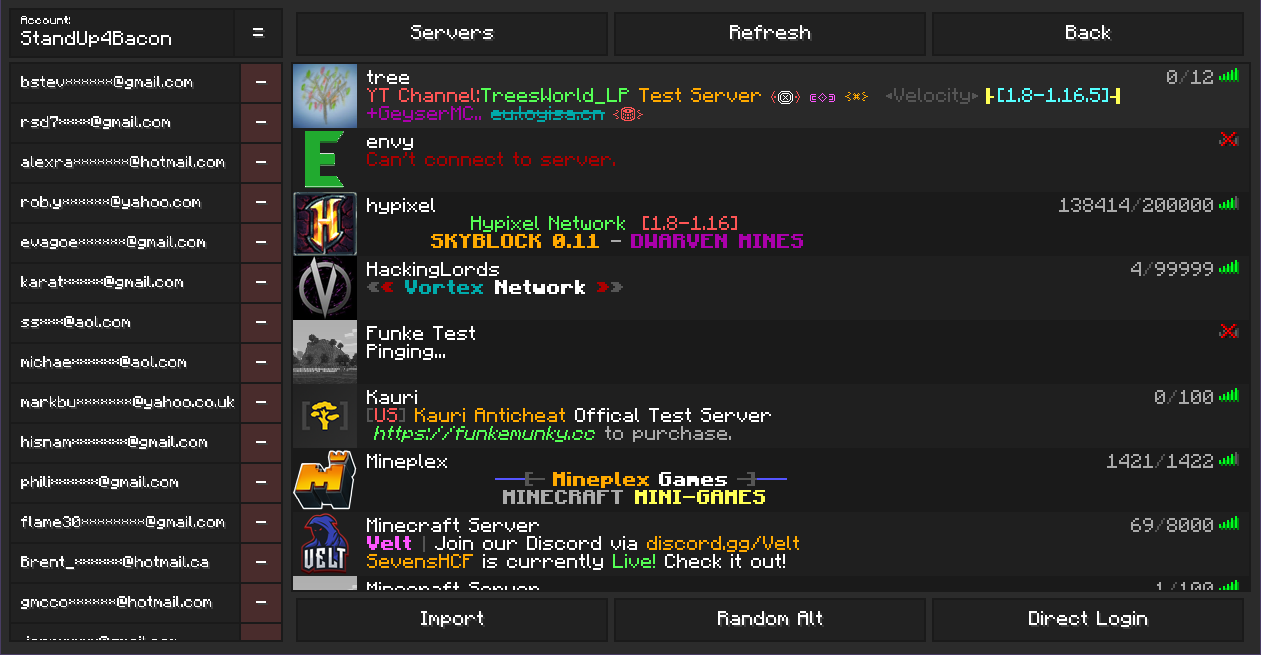 Account:
StandUp4Bacon
=
Servers
Refresh
Back
bstev******@gmail.com
-
rsd7****@gmail.com
-
alexra*******@hotmail.com
-
rob.y******@yahoo.com
-
evagoe******@gmail.com
-
karat*****@gmail.com
-
ss***@aol.com
-
michae*******@aol.com
-
markbu*******@yahoo.co.uk
-
hisnam*******@gmail.com
-
phili******@gmail.com
-
flame30********@gmail.com
-
Brent_******@hotmail.ca
-
gmcco******@hotmail.com
-
tree
0/12
YT Channel:TreesWorld_LP Test Server ◂Velocity▸ [1.8-1.16.5]
+GeyserMC.. eu.loyisa.cn
envy
Can't connect to server.
hypixel
138414/200000
Hypixel Network [1.8-1.16]
SKYBLOCK 0.11 - DWARVEN MINES
HackingLords
4/99999
Vortex Network
Funke Test
Pinging...
Kauri
0/100
[US] Kauri Anticheat Offical Test Server
https://funkemunky.cc to purchase.
Mineplex
1421/1422
Mineplex Games
MINECRAFT MINI-GAMES
VELT
Minecraft Server
69/8000
Velt | Join our Discord via discord.gg/Velt
SevensHCF is currently Live! Check it out!
Minecraft Server
1/100
Import
Random Alt
Direct Login